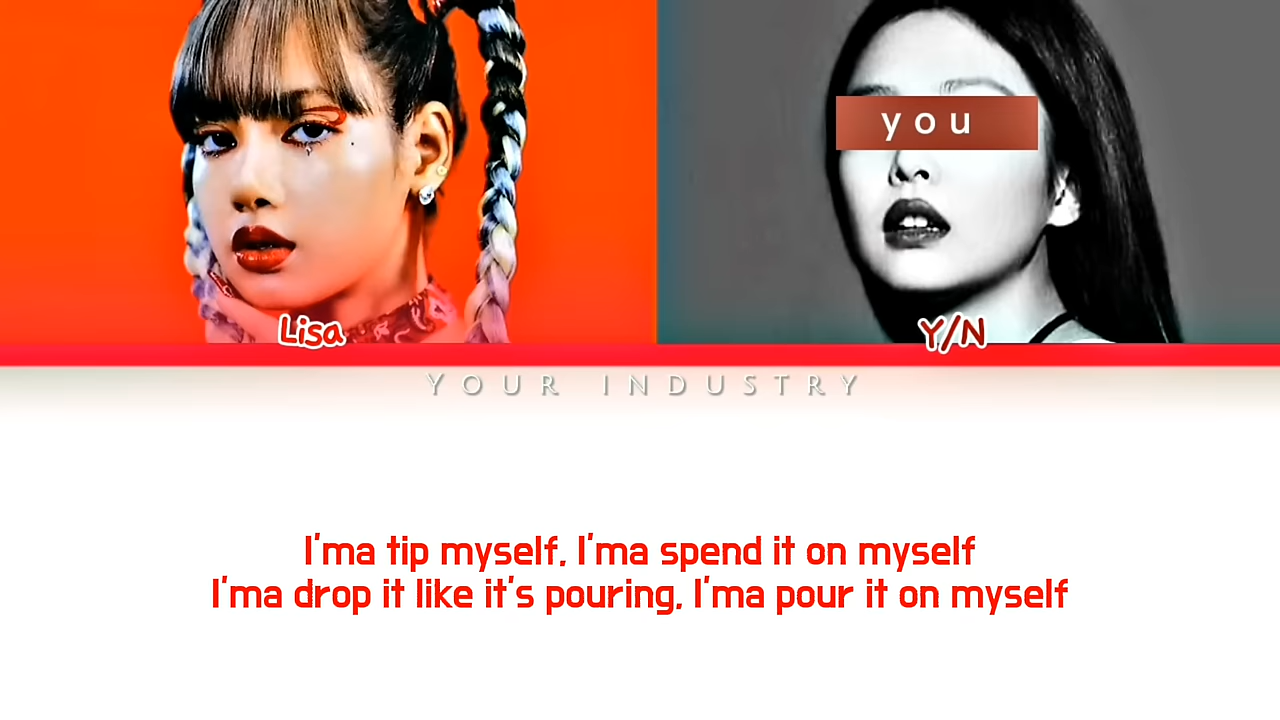 you
Lisa
Y/N
YOUR INDUSTRY
I'ma tip myself, I'ma spend it on myself
I'ma drop it like it's pouring, I'ma pour it on myself